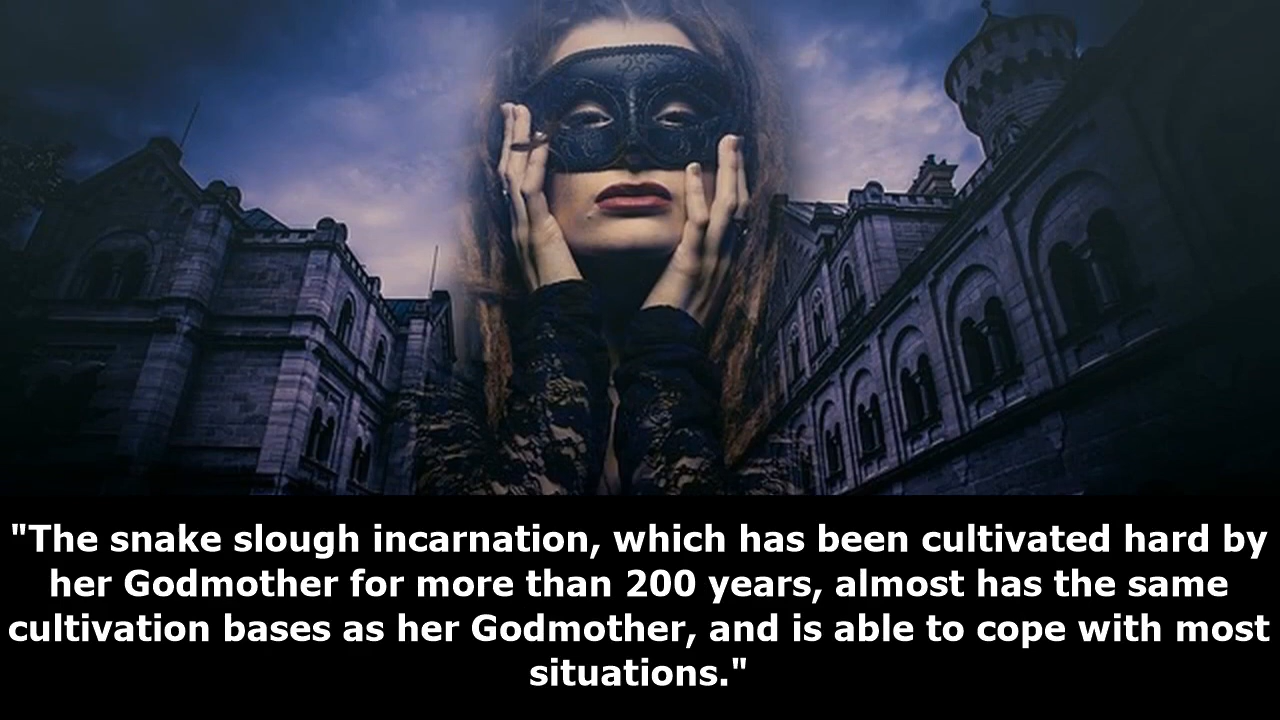 "The snake slough incarnation, which has been cultivated hard by
her Godmother for more than 200 years, almost has the same
cultivation bases as her Godmother, and is able to cope with most
situations."